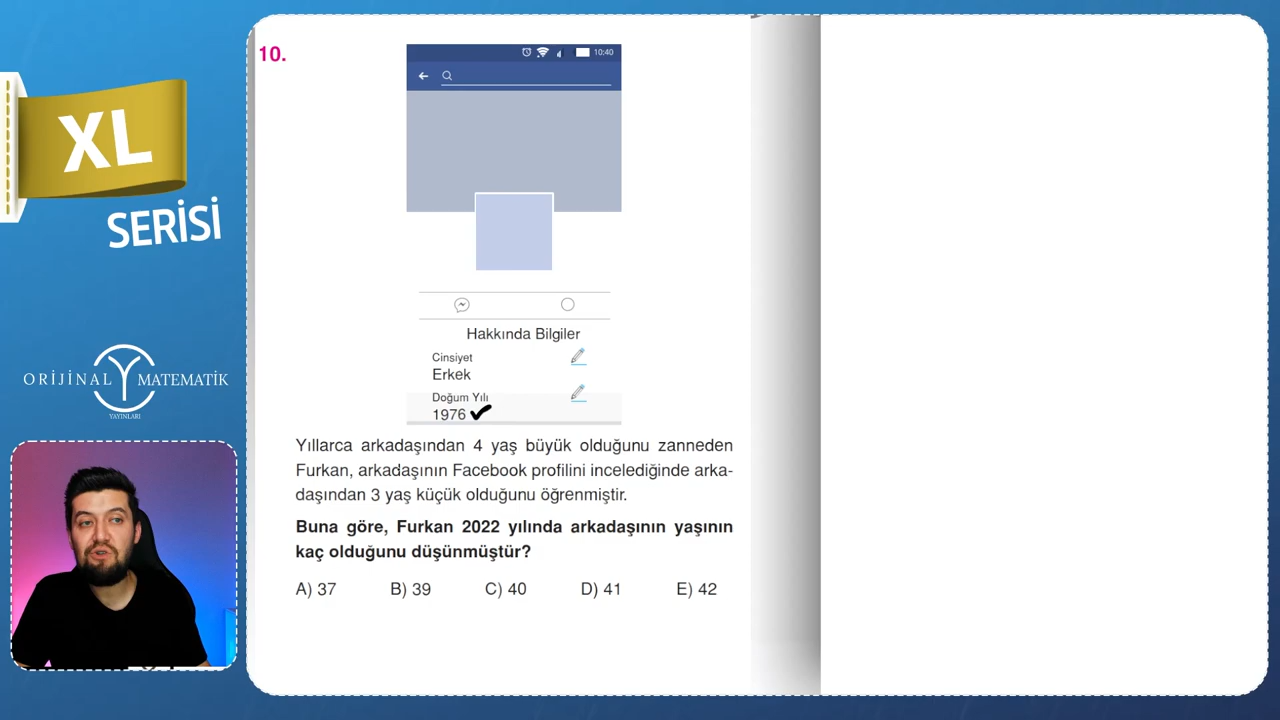 XL
SERİSİ
ORİJİNAL
MATEMATİK
YAYINLARI
10.
10:40
Hakkında Bilgiler
Cinsiyet
Erkek
Doğum Yılı
1976
Yıllarca arkadaşından 4 yaş büyük olduğunu zanneden
Furkan, arkadaşının Facebook profilini incelediğinde arka-
daşından 3 yaş küçük olduğunu öğrenmiştir.
Buna göre, Furkan 2022 yılında arkadaşının yaşının
kaç olduğunu düşünmüştür?
A) 37 B) 39 C) 40 D) 41 E) 42